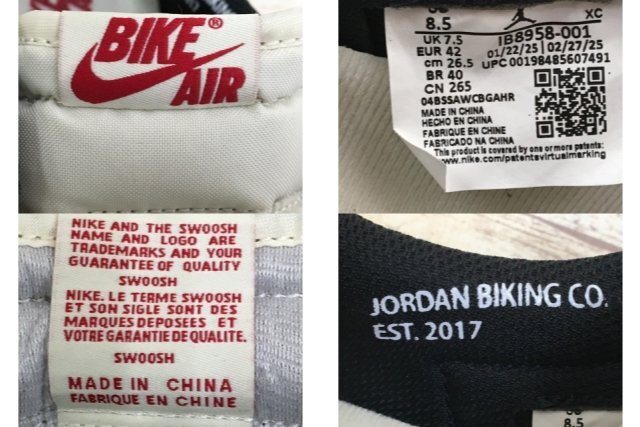 BIKE®
AIR
8.5
XC
UK 7.5
IB8958-001
EUR 42
01/22/25 | 02/27/25
cm 26.5
UPC 00198485607491
BR 40
CN 265
04BSSAWCBGAHR
MADE IN CHINA
HECHO EN CHINA
FABRIQUE EN CHINE
FABRICADO NA CHINA
This product is covered by one or more patents:
www.nike.com/patentsvirtualmarking
NIKE AND THE SWOOSH
NAME AND LOGO ARE
TRADEMARKS AND YOUR
GUARANTEE OF QUALITY
SWOOSH
NIKE. LE TERME SWOOSH
ET SON SIGLE SONT DES
MARQUES DEPOSEES ET
VOTRE GARANTIE DE QUALITE.
SWOOSH
MADE IN CHINA
FABRIQUE EN CHINE
JORDAN BIKING CO.
EST. 2017
8.5